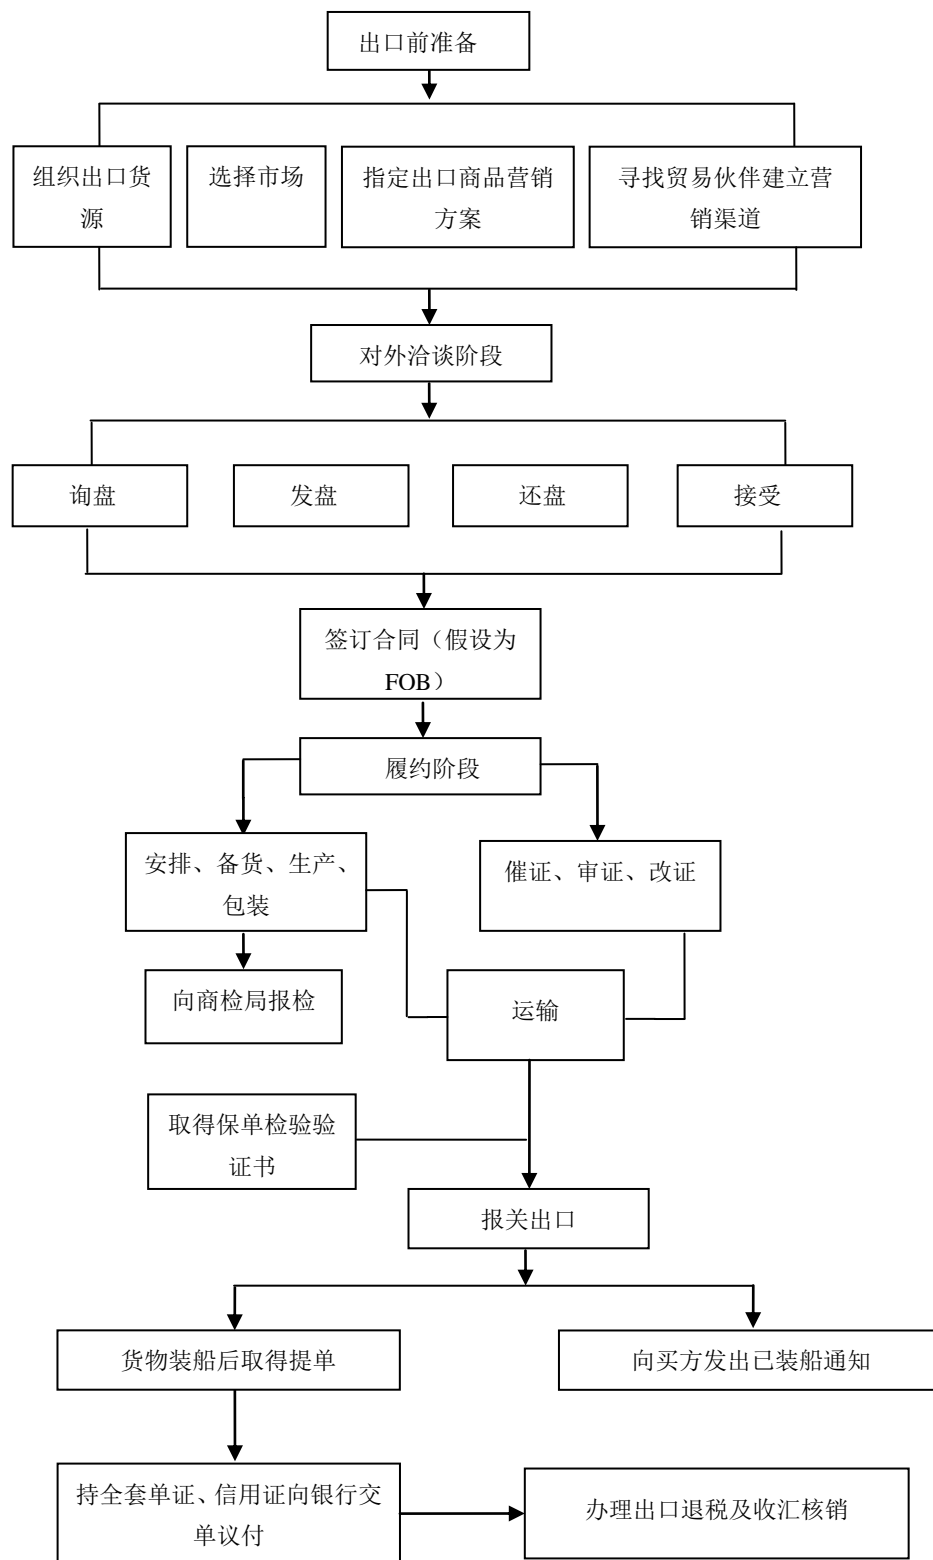 出口前准备
组织出口货
源
选择市场
指定出口商品营销
方案
寻找贸易伙伴建立营
销渠道
对外洽谈阶段
询盘
发盘
还盘
接受
签订合同（假设为
FOB）
履约阶段
安排、备货、生产、
包装
催证、审证、改证
向商检局报检
运输
取得保单检验验
证书
报关出口
货物装船后取得提单
向买方发出已装船通知
持全套单证、信用证向银行交
单议付
办理出口退税及收汇核销